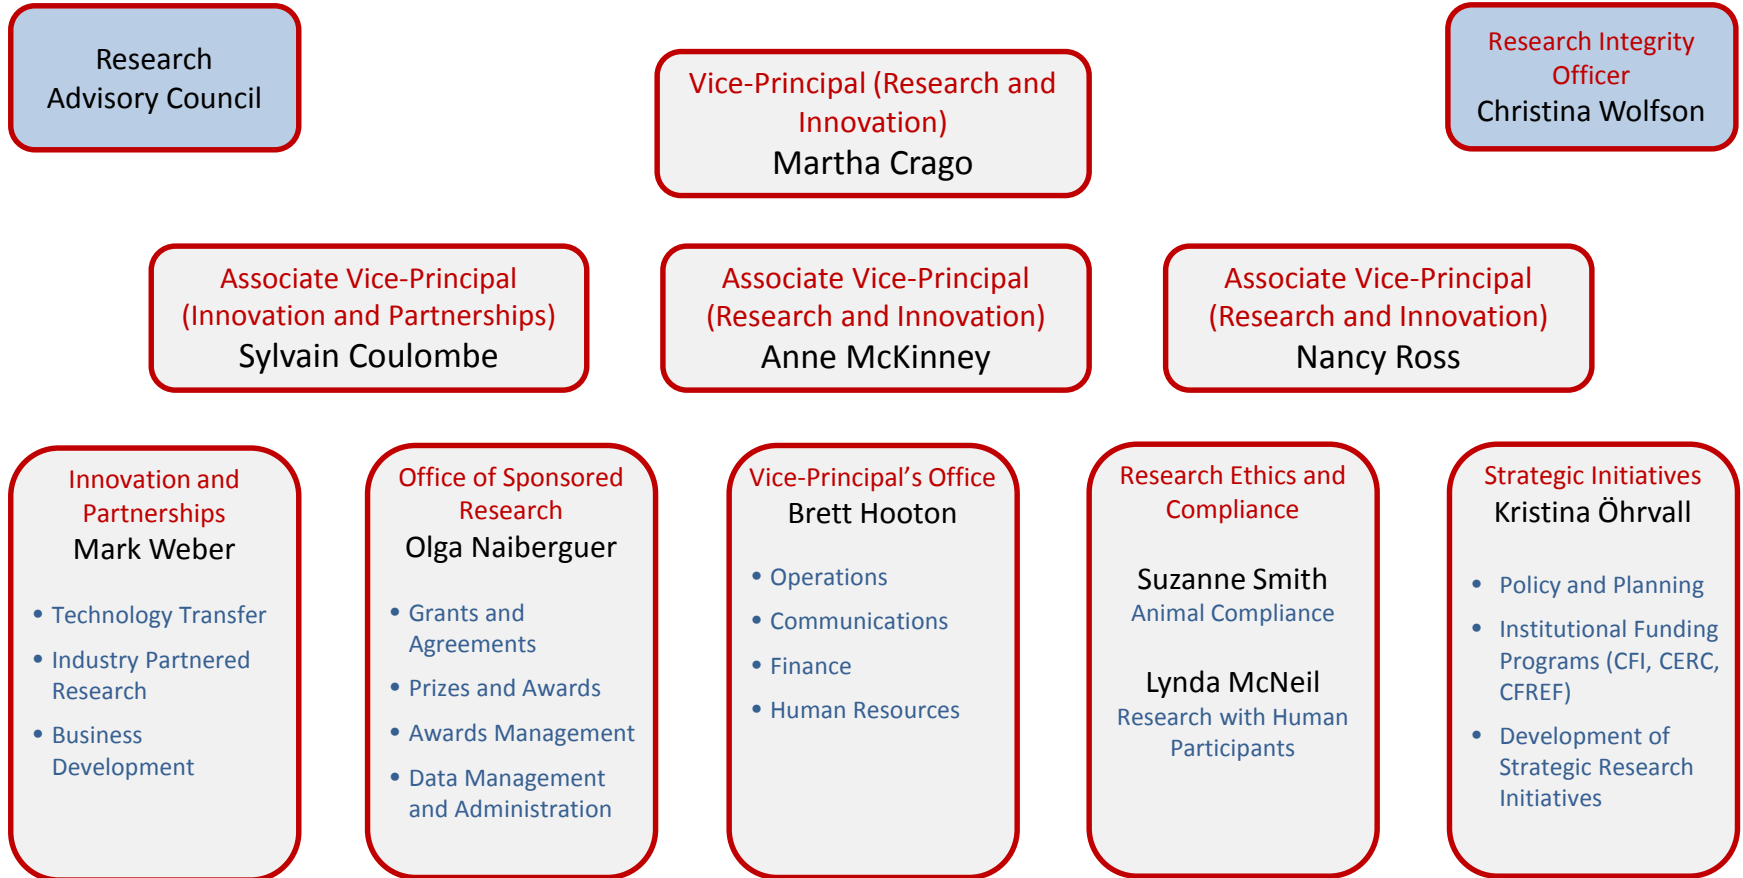 Research
Advisory Council
Vice-Principal (Research and
Innovation)
Martha Crago
Research Integrity
Officer
Christina Wolfson
Associate Vice-Principal
(Innovation and Partnerships)
Sylvain Coulombe
Associate Vice-Principal
(Research and Innovation)
Anne McKinney
Associate Vice-Principal
(Research and Innovation)
Nancy Ross
Innovation and
Partnerships
Mark Weber
• Technology Transfer
• Industry Partnered
Research
• Business
Development
Office of Sponsored
Research
Olga Naiberguer
• Grants and
Agreements
• Prizes and Awards
• Awards Management
• Data Management
and Administration
Vice-Principal’s Office
Brett Hooton
• Operations
• Communications
• Finance
• Human Resources
Research Ethics and
Compliance
Suzanne Smith
Animal Compliance
Lynda McNeil
Research with Human
Participants
Strategic Initiatives
Kristina Öhrvall
• Policy and Planning
• Institutional Funding
Programs (CFI, CERC,
CFREF)
• Development of
Strategic Research
Initiatives